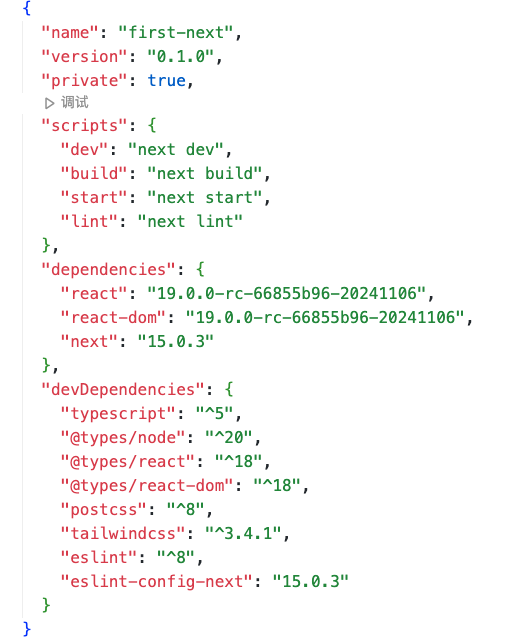 {
"name": "first-next",
"version": "0.1.0",
"private": true,
调试
"scripts": {
"dev": "next dev",
"build": "next build",
"start": "next start",
"lint": "next lint"
},
"dependencies": {
"react": "19.0.0-rc-66855b96-20241106",
"react-dom": "19.0.0-rc-66855b96-20241106",
"next": "15.0.3"
},
"devDependencies": {
"typescript": "^5",
"@types/node": "^20",
"@types/react": "^18",
"@types/react-dom": "^18",
"postcss": "^8",
"tailwindcss": "^3.4.1",
"eslint": "^8",
"eslint-config-next": "15.0.3"
}
}